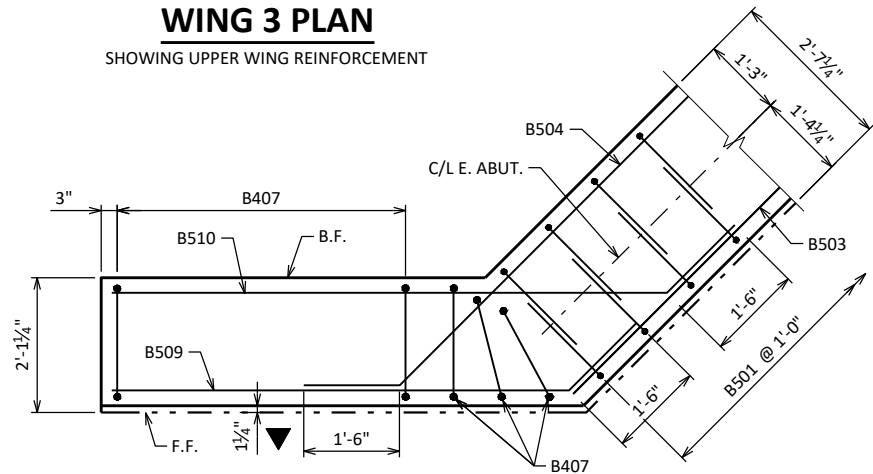 WING 3 PLAN
SHOWING UPPER WING REINFORCEMENT
2'-7¼"
1'-3"
1'-4¼"
B504
C/L E. ABUT.
3"
B407
B510
B.F.
B503
2'-1¼"
B509
1'-6"
B501 @ 1'-0"
1'-6"
F.F.
1¼"
1'-6"
B407